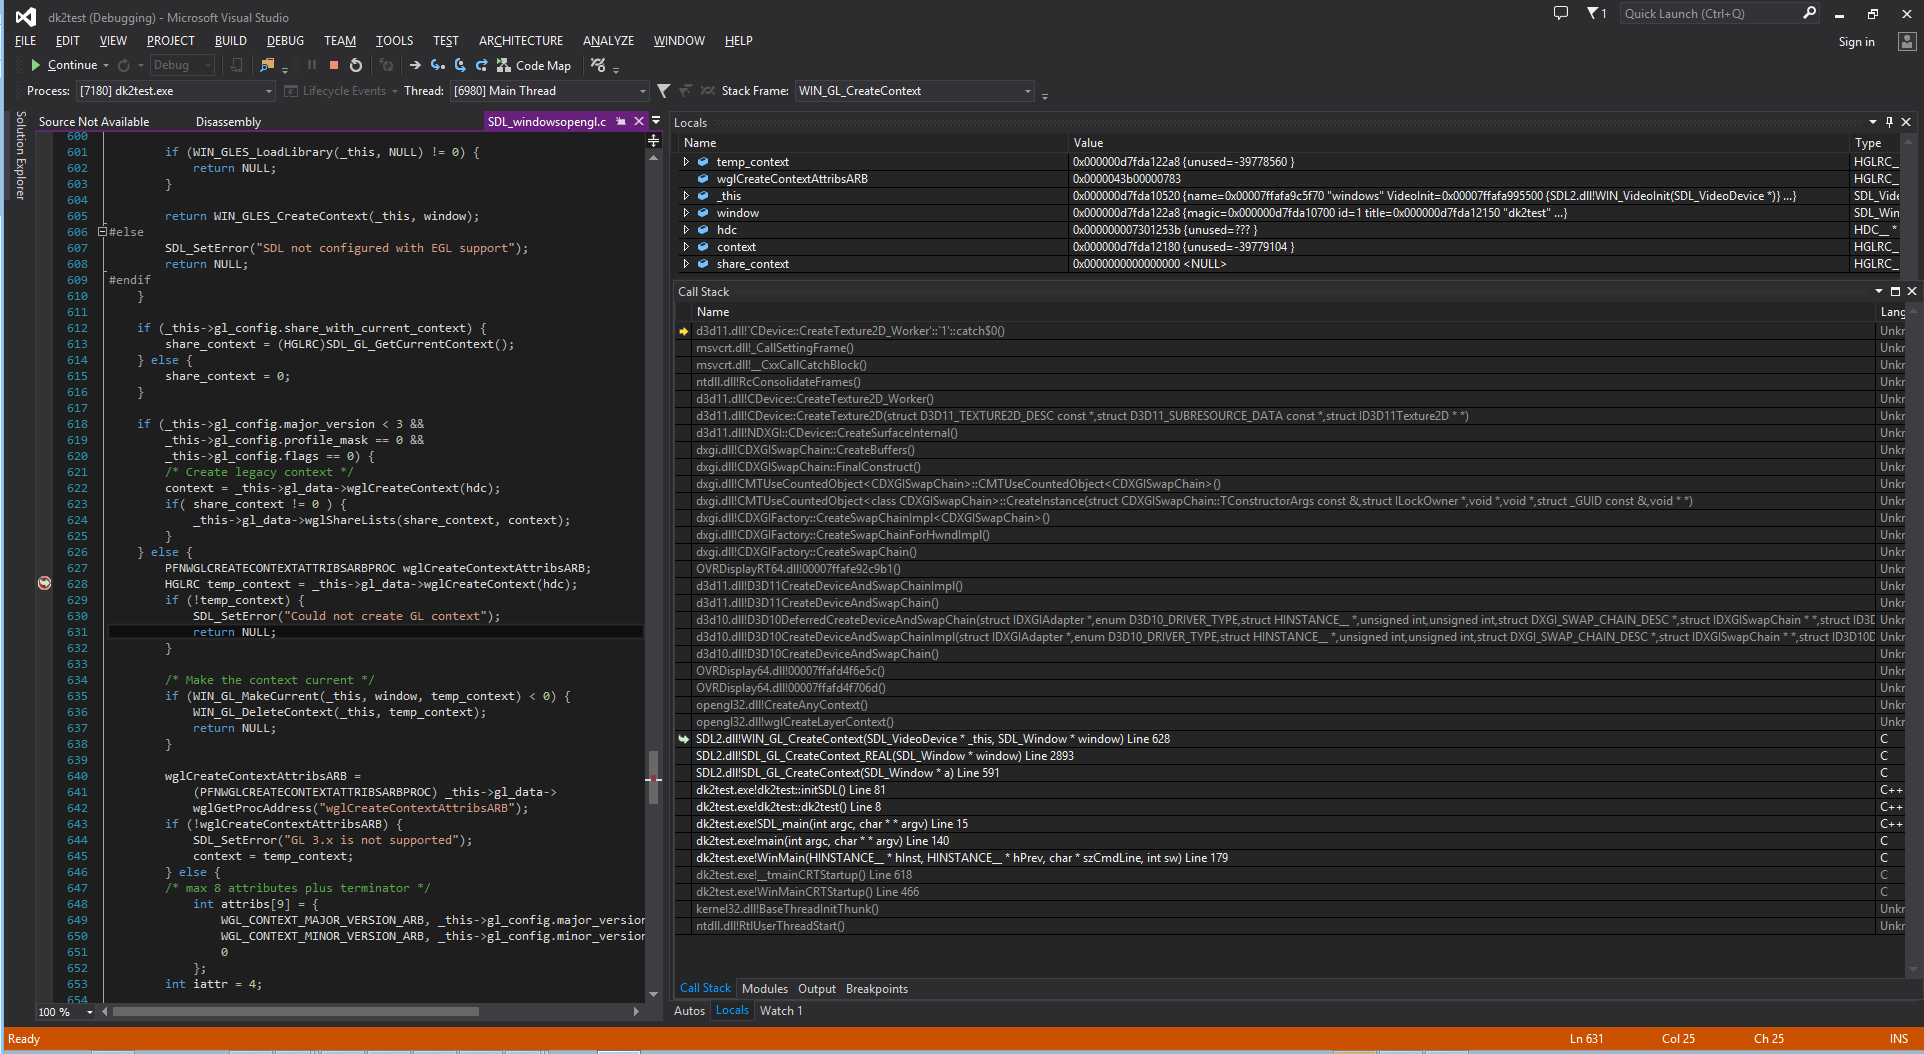 dk2test (Debugging) - Microsoft Visual Studio
1
Quick Launch (Ctrl+Q)
FILE EDIT VIEW PROJECT BUILD DEBUG TEAM TOOLS TEST ARCHITECTURE ANALYZE WINDOW HELP
Sign in
Continue Debug Code Map
Process: [7180] dk2test.exe Lifecycle Events Thread: [6980] Main Thread Stack Frame: WIN_GL_CreateContext
Solution Explorer
Source Not Available Disassembly SDL_windowsopengl.c
600
601 if (WIN_GLES_LoadLibrary(_this, NULL) != 0) {
602 return NULL;
603 }
604
605 return WIN_GLES_CreateContext(_this, window);
606 #else
607 SDL_SetError("SDL not configured with EGL support");
608 return NULL;
609 #endif
610 }
611
612 if (_this->gl_config.share_with_current_context) {
613 share_context = (HGLRC)SDL_GL_GetCurrentContext();
614 } else {
615 share_context = 0;
616 }
617
618 if (_this->gl_config.major_version < 3 &&
619 _this->gl_config.profile_mask == 0 &&
620 _this->gl_config.flags == 0) {
621 /* Create legacy context */
622 context = _this->gl_data->wglCreateContext(hdc);
623 if( share_context != 0 ) {
624 _this->gl_data->wglShareLists(share_context, context);
625 }
626 } else {
627 PFNWGLCREATECONTEXTATTRIBSARBPROC wglCreateContextAttribsARB;
628 HGLRC temp_context = _this->gl_data->wglCreateContext(hdc);
629 if (!temp_context) {
630 SDL_SetError("Could not create GL context");
631 return NULL;
632 }
633
634 /* Make the context current */
635 if (WIN_GL_MakeCurrent(_this, window, temp_context) < 0) {
636 WIN_GL_DeleteContext(_this, temp_context);
637 return NULL;
638 }
639
640 wglCreateContextAttribsARB =
641 (PFNWGLCREATECONTEXTATTRIBSARBPROC) _this->gl_data->
642 wglGetProcAddress("wglCreateContextAttribsARB");
643 if (!wglCreateContextAttribsARB) {
644 SDL_SetError("GL 3.x is not supported");
645 context = temp_context;
646 } else {
647 /* max 8 attributes plus terminator */
648 int attribs[9] = {
649 WGL_CONTEXT_MAJOR_VERSION_ARB, _this->gl_config.major_version
650 WGL_CONTEXT_MINOR_VERSION_ARB, _this->gl_config.minor_version
651 0
652 };
653 int iattr = 4;
654
100 %
Locals
Name Value Type
temp_context 0x000000d7fda122a8 {unused=-39778560 } HGLRC_
wglCreateContextAttribsARB 0x0000043b00000783 HGLRC_
_this 0x000000d7fda10520 {name=0x00007ffafa9c5f70 "windows" VideoInit=0x00007ffafa995500 {SDL2.dll!WIN_VideoInit(SDL_VideoDevice *)} ...} SDL_Vide
window 0x000000d7fda122a8 {magic=0x000000d7fda10700 id=1 title=0x000000d7fda12150 "dk2test" ...} SDL_Win
hdc 0x000000007301253b {unused=??? } HDC__ *
context 0x000000d7fda12180 {unused=-39779104 } HGLRC_
share_context 0x0000000000000000 <NULL> HGLRC_
Call Stack
Name Lang
d3d11.dll!`CDevice::CreateTexture2D_Worker'::`1'::catch$0() Unkr
msvcrt.dll!_CallSettingFrame() Unkr
msvcrt.dll!__CxxCallCatchBlock() Unkr
ntdll.dll!RcConsolidateFrames() Unkr
d3d11.dll!CDevice::CreateTexture2D_Worker() Unkr
d3d11.dll!CDevice::CreateTexture2D(struct D3D11_TEXTURE2D_DESC const *,struct D3D11_SUBRESOURCE_DATA const *,struct ID3D11Texture2D * *) Unkr
d3d11.dll!NDXGI::CDevice::CreateSurfaceInternal() Unkr
dxgi.dll!CDXGISwapChain::CreateBuffers() Unkr
dxgi.dll!CDXGISwapChain::FinalConstruct() Unkr
dxgi.dll!CMTUseCountedObject<CDXGISwapChain>::CMTUseCountedObject<CDXGISwapChain>() Unkr
dxgi.dll!CMTUseCountedObject<class CDXGISwapChain>::CreateInstance(struct CDXGISwapChain::TConstructorArgs const &,struct ILockOwner *,void *,void *,struct _GUID const &,void * *) Unkr
dxgi.dll!CDXGIFactory::CreateSwapChainImpl<CDXGISwapChain>() Unkr
dxgi.dll!CDXGIFactory::CreateSwapChainForHwndImpl() Unkr
dxgi.dll!CDXGIFactory::CreateSwapChain() Unkr
OVRDisplayRT64.dll!00007ffafe92c9b1() Unkr
d3d11.dll!D3D11CreateDeviceAndSwapChainImpl() Unkr
d3d11.dll!D3D11CreateDeviceAndSwapChain() Unkr
d3d10.dll!D3D10DeferredCreateDeviceAndSwapChain(struct IDXGIAdapter *,enum D3D10_DRIVER_TYPE,struct HINSTANCE__ *,unsigned int,unsigned int,struct DXGI_SWAP_CHAIN_DESC *,struct IDXGISwapChain * *,struct ID3D Unkr
d3d10.dll!D3D10CreateDeviceAndSwapChainImpl(struct IDXGIAdapter *,enum D3D10_DRIVER_TYPE,struct HINSTANCE__ *,unsigned int,unsigned int,struct DXGI_SWAP_CHAIN_DESC *,struct IDXGISwapChain * *,struct ID3D10D Unkr
d3d10.dll!D3D10CreateDeviceAndSwapChain() Unkr
OVRDisplay64.dll!00007ffafd4f6e5c() Unkr
OVRDisplay64.dll!00007ffafd4f706d() Unkr
opengl32.dll!CreateAnyContext() Unkr
opengl32.dll!wglCreateLayerContext() Unkr
SDL2.dll!WIN_GL_CreateContext(SDL_VideoDevice * _this, SDL_Window * window) Line 628 C
SDL2.dll!SDL_GL_CreateContext_REAL(SDL_Window * window) Line 2893 C
SDL2.dll!SDL_GL_CreateContext(SDL_Window * a) Line 591 C
dk2test.exe!dk2test::initSDL() Line 81 C++
dk2test.exe!dk2test::dk2test() Line 8 C++
dk2test.exe!SDL_main(int argc, char * * argv) Line 15 C++
dk2test.exe!main(int argc, char * * argv) Line 140 C
dk2test.exe!WinMain(HINSTANCE__ * hInst, HINSTANCE__ * hPrev, char * szCmdLine, int sw) Line 179 C
dk2test.exe!__tmainCRTStartup() Line 618 C
dk2test.exe!WinMainCRTStartup() Line 466 C
kernel32.dll!BaseThreadInitThunk() Unkr
ntdll.dll!RtlUserThreadStart() Unkr
Call Stack Modules Output Breakpoints
Autos Locals Watch 1
Ready Ln 631 Col 25 Ch 25 INS